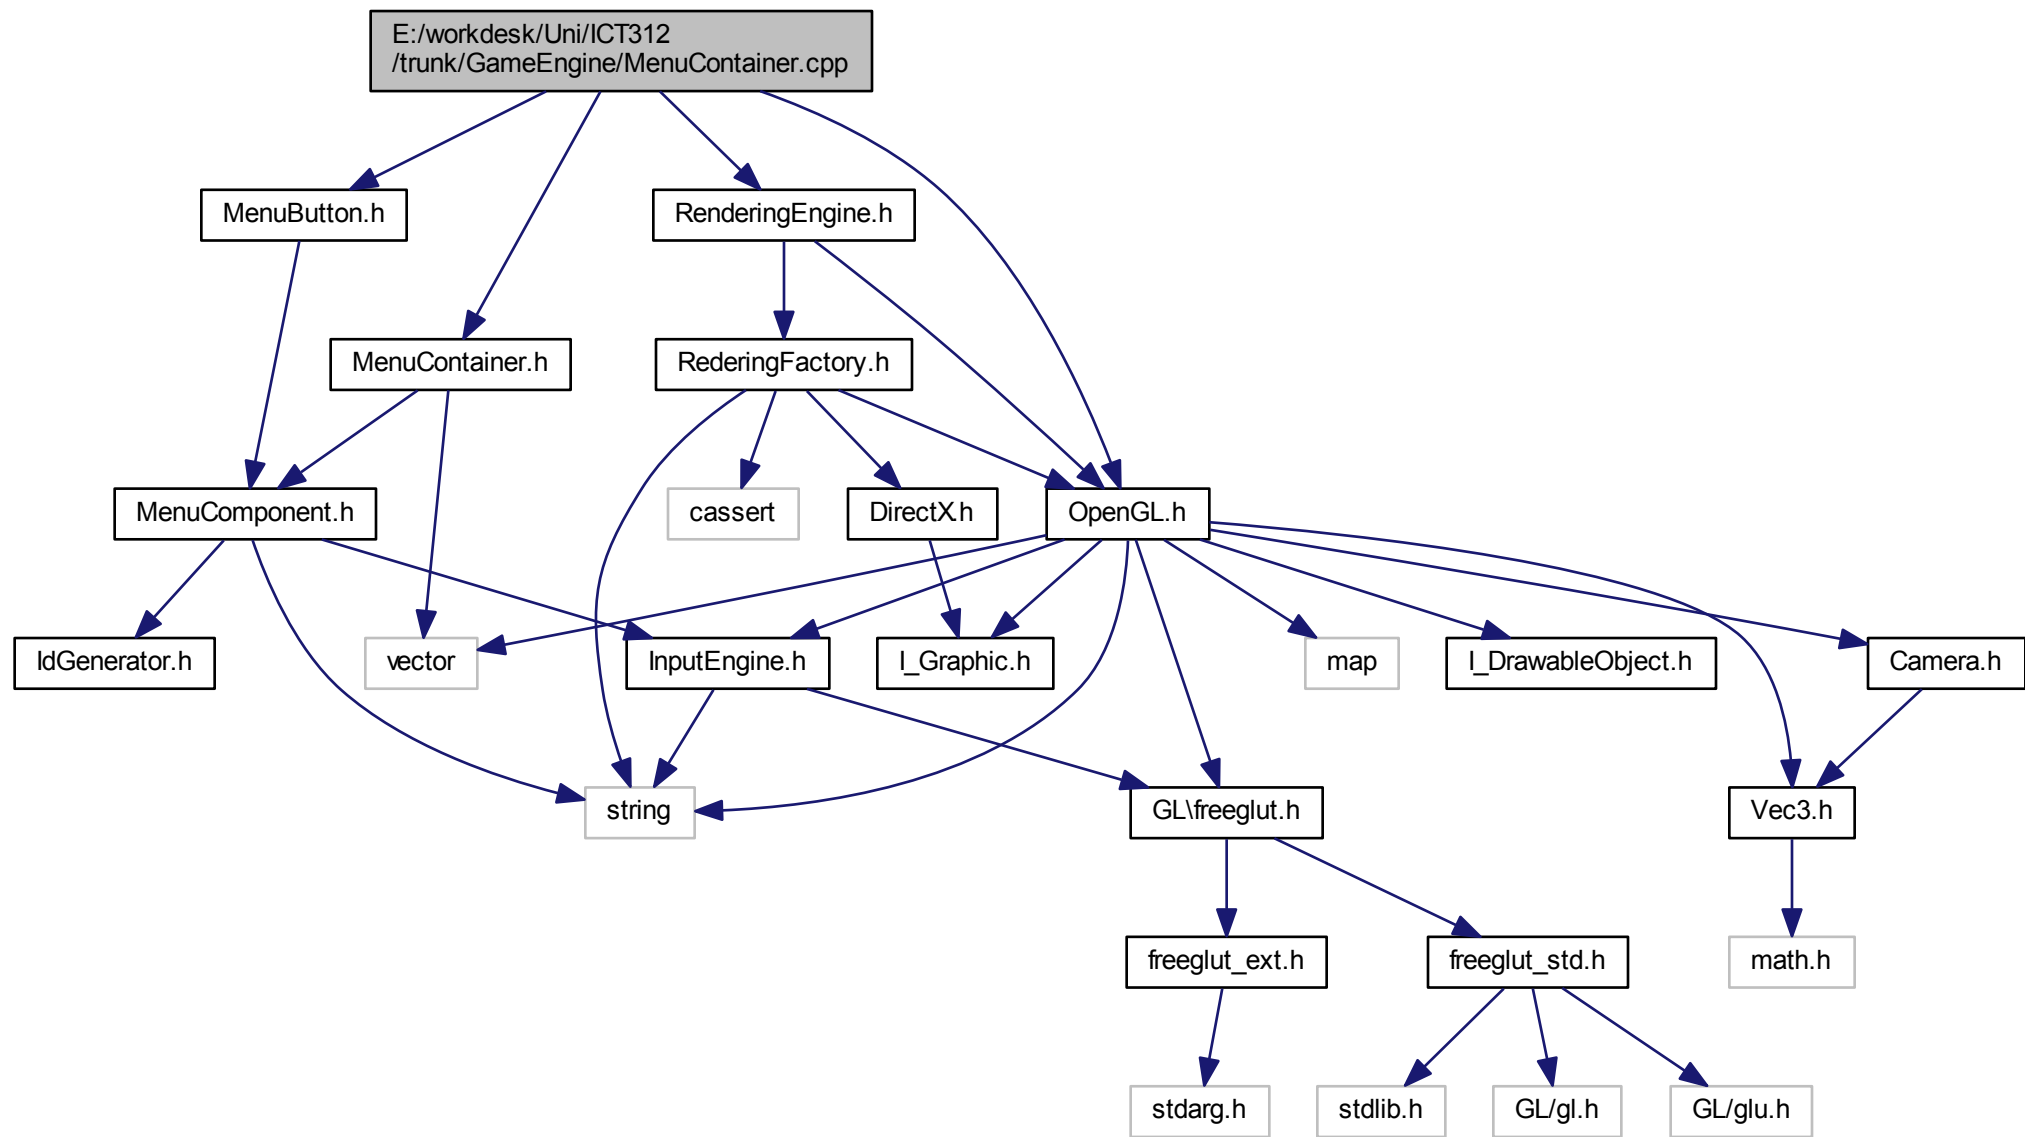 E:/workdesk/Uni/ICT312
/trunk/GameEngine/MenuContainer.cpp
MenuButton.h
RenderingEngine.h
MenuContainer.h
RederingFactory.h
MenuComponent.h
cassert
DirectX.h
OpenGL.h
IdGenerator.h
vector
InputEngine.h
I_Graphic.h
map
I_DrawableObject.h
Camera.h
string
GL\freeglut.h
Vec3.h
freeglut_ext.h
freeglut_std.h
math.h
stdarg.h
stdlib.h
GL/gl.h
GL/glu.h